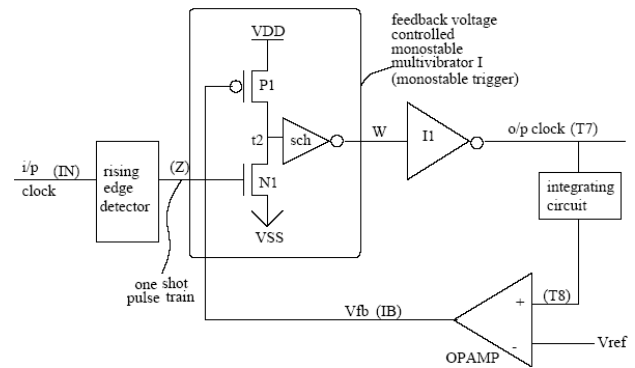 feedback voltage
controlled
monostable
multivibrator I
(monostable trigger)
VDD
P1
t2
sch
W
I1
o/p clock (T7)
i/p (IN)
clock
rising
edge
detector
(Z)
N1
VSS
integrating
circuit
one shot
pulse train
Vfb (IB)
+
(T8)
-
Vref
OPAMP